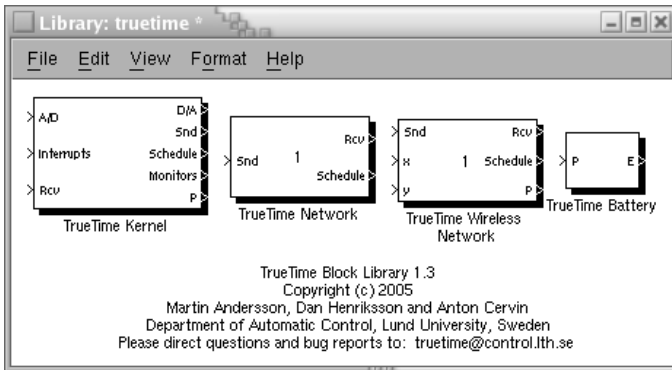 Library: truetime *
File Edit View Format Help
A/D
Interrupts
Rcv
D/A
Snd
Schedule
Monitors
P
TrueTime Kernel
Snd
1
Rcv
Schedule
TrueTime Network
Snd
x
y
1
Rcv
Schedule
P
TrueTime Wireless
Network
P E
TrueTime Battery
TrueTime Block Library 1.3
Copyright (c) 2005
Martin Andersson, Dan Henriksson and Anton Cervin
Department of Automatic Control, Lund University, Sweden
Please direct questions and bug reports to: truetime@control.lth.se